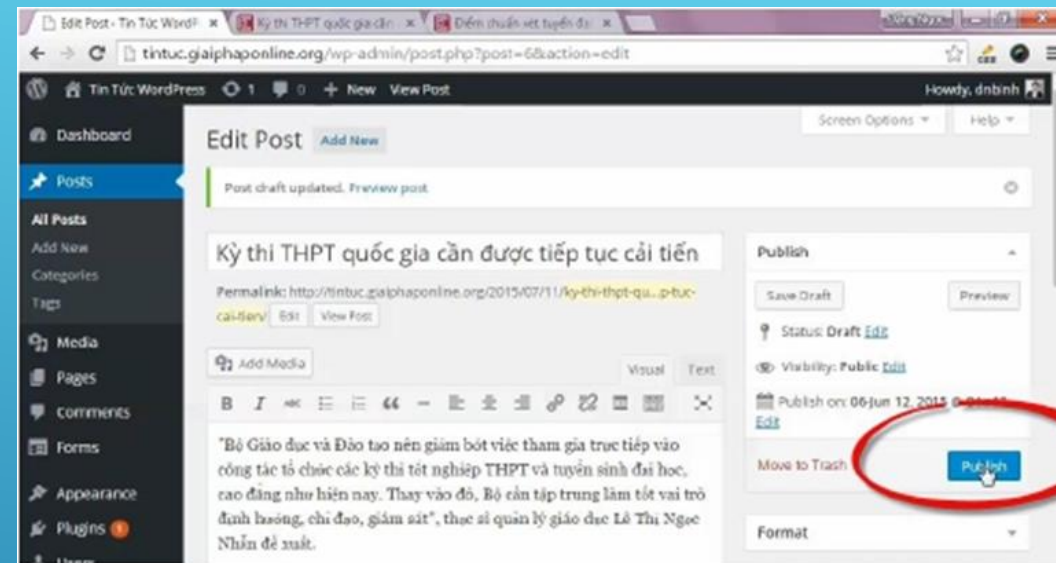 Edit Post ‹ Tin Tức WordP
Kỳ thi THPT quốc gia cần
Điểm chuẩn xét tuyển đại
tintuc.giaiphaponline.org/wp-admin/post.php?post=6&action=edit
Tin Tức WordPress 1 0 + New View Post
Howdy, dnbinh
Screen Options Help
Dashboard
Edit Post Add New
Posts
Post draft updated. Preview post
All Posts
Add New
Categories
Tags
Media
Pages
Comments
Forms
Appearance
Plugins 1
Users
Kỳ thi THPT quốc gia cần được tiếp tục cải tiến
Permalink: http://tintuc.giaiphaponline.org/2015/07/11/ky-thi-thpt-qu...p-tuc-
cai-tien/ Edit View Post
Add Media
Visual Text
B I ABC
"Bộ Giáo dục và Đào tạo nên giảm bớt việc tham gia trực tiếp vào
công tác tổ chức các kỳ thi tốt nghiệp THPT và tuyển sinh đại học,
cao đẳng như hiện nay. Thay vào đó, Bộ cần tập trung làm tốt vai trò
định hướng, chỉ đạo, giám sát", thạc sĩ quản lý giáo dục Lê Thị Ngọc
Nhẫn đề xuất.
Publish
Save Draft Preview
Status: Draft Edit
Visibility: Public Edit
Publish on: 06-Jun 12, 2015 @
Edit
Move to Trash Publish
Format